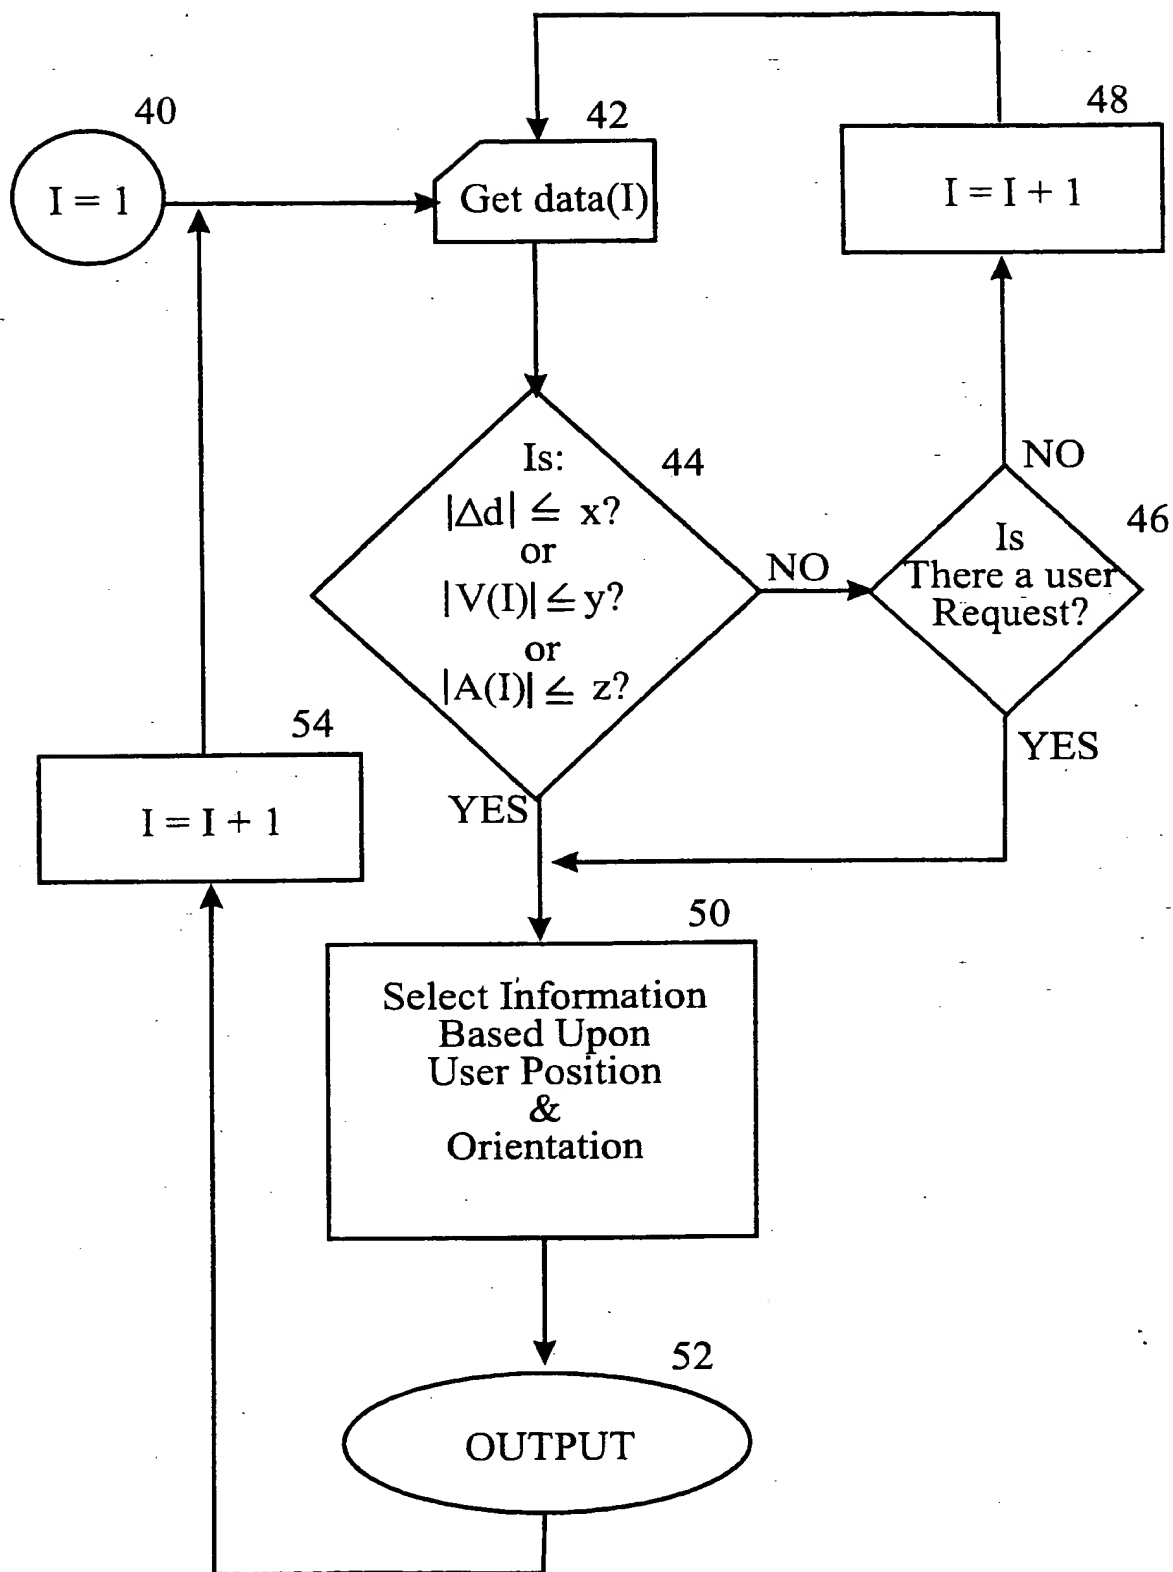 40
I = 1
42
Get data(I)
48
I = I + 1
44
Is:
|Δd| ≦ x?
or
|V(I)| ≦ y?
or
|A(I)| ≦ z?
NO
46
Is
There a user
Request?
NO
YES
YES
54
I = I + 1
50
Select Information
Based Upon
User Position
&
Orientation
52
OUTPUT